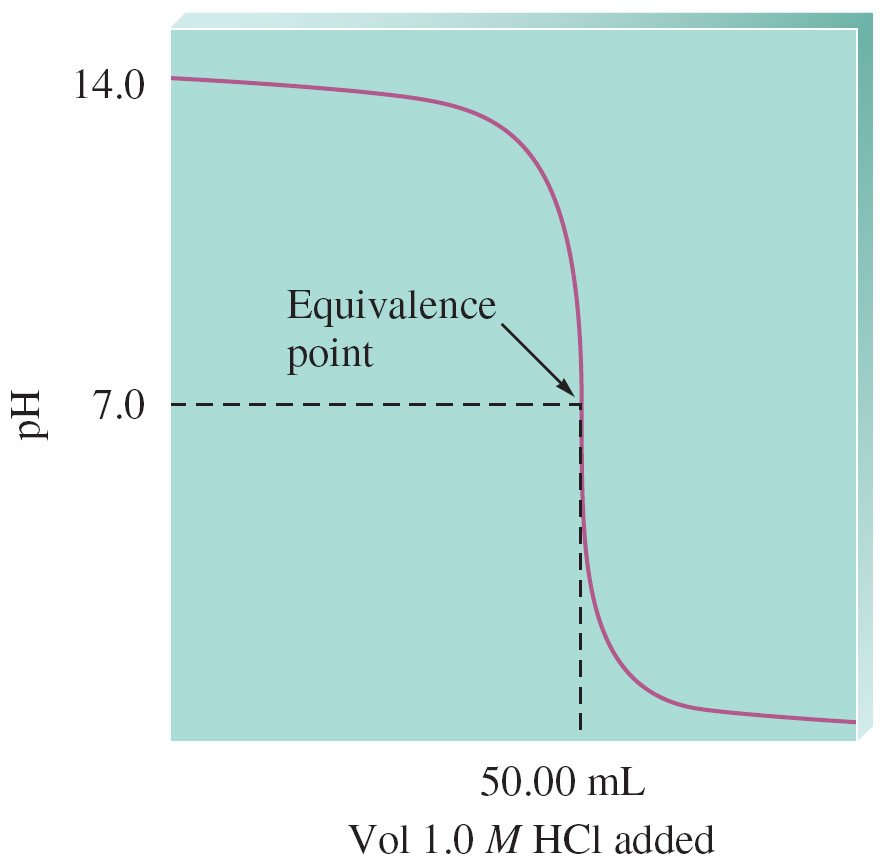 14.0
Equivalence
point
7.0
pH
50.00 mL
Vol 1.0 M HCl added